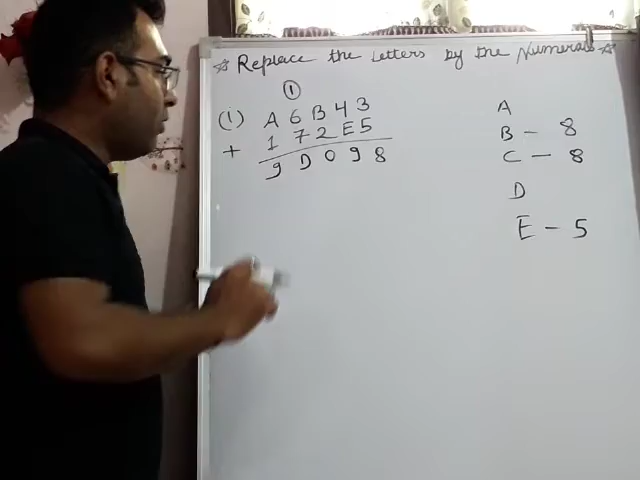 ☆ Replace the Letters by the Numerals ☆
①
(i) A 6 B 4 3
+ 1 7 2 E 5
9 D 0 9 8
A
B - 8
C - 8
D
E - 5